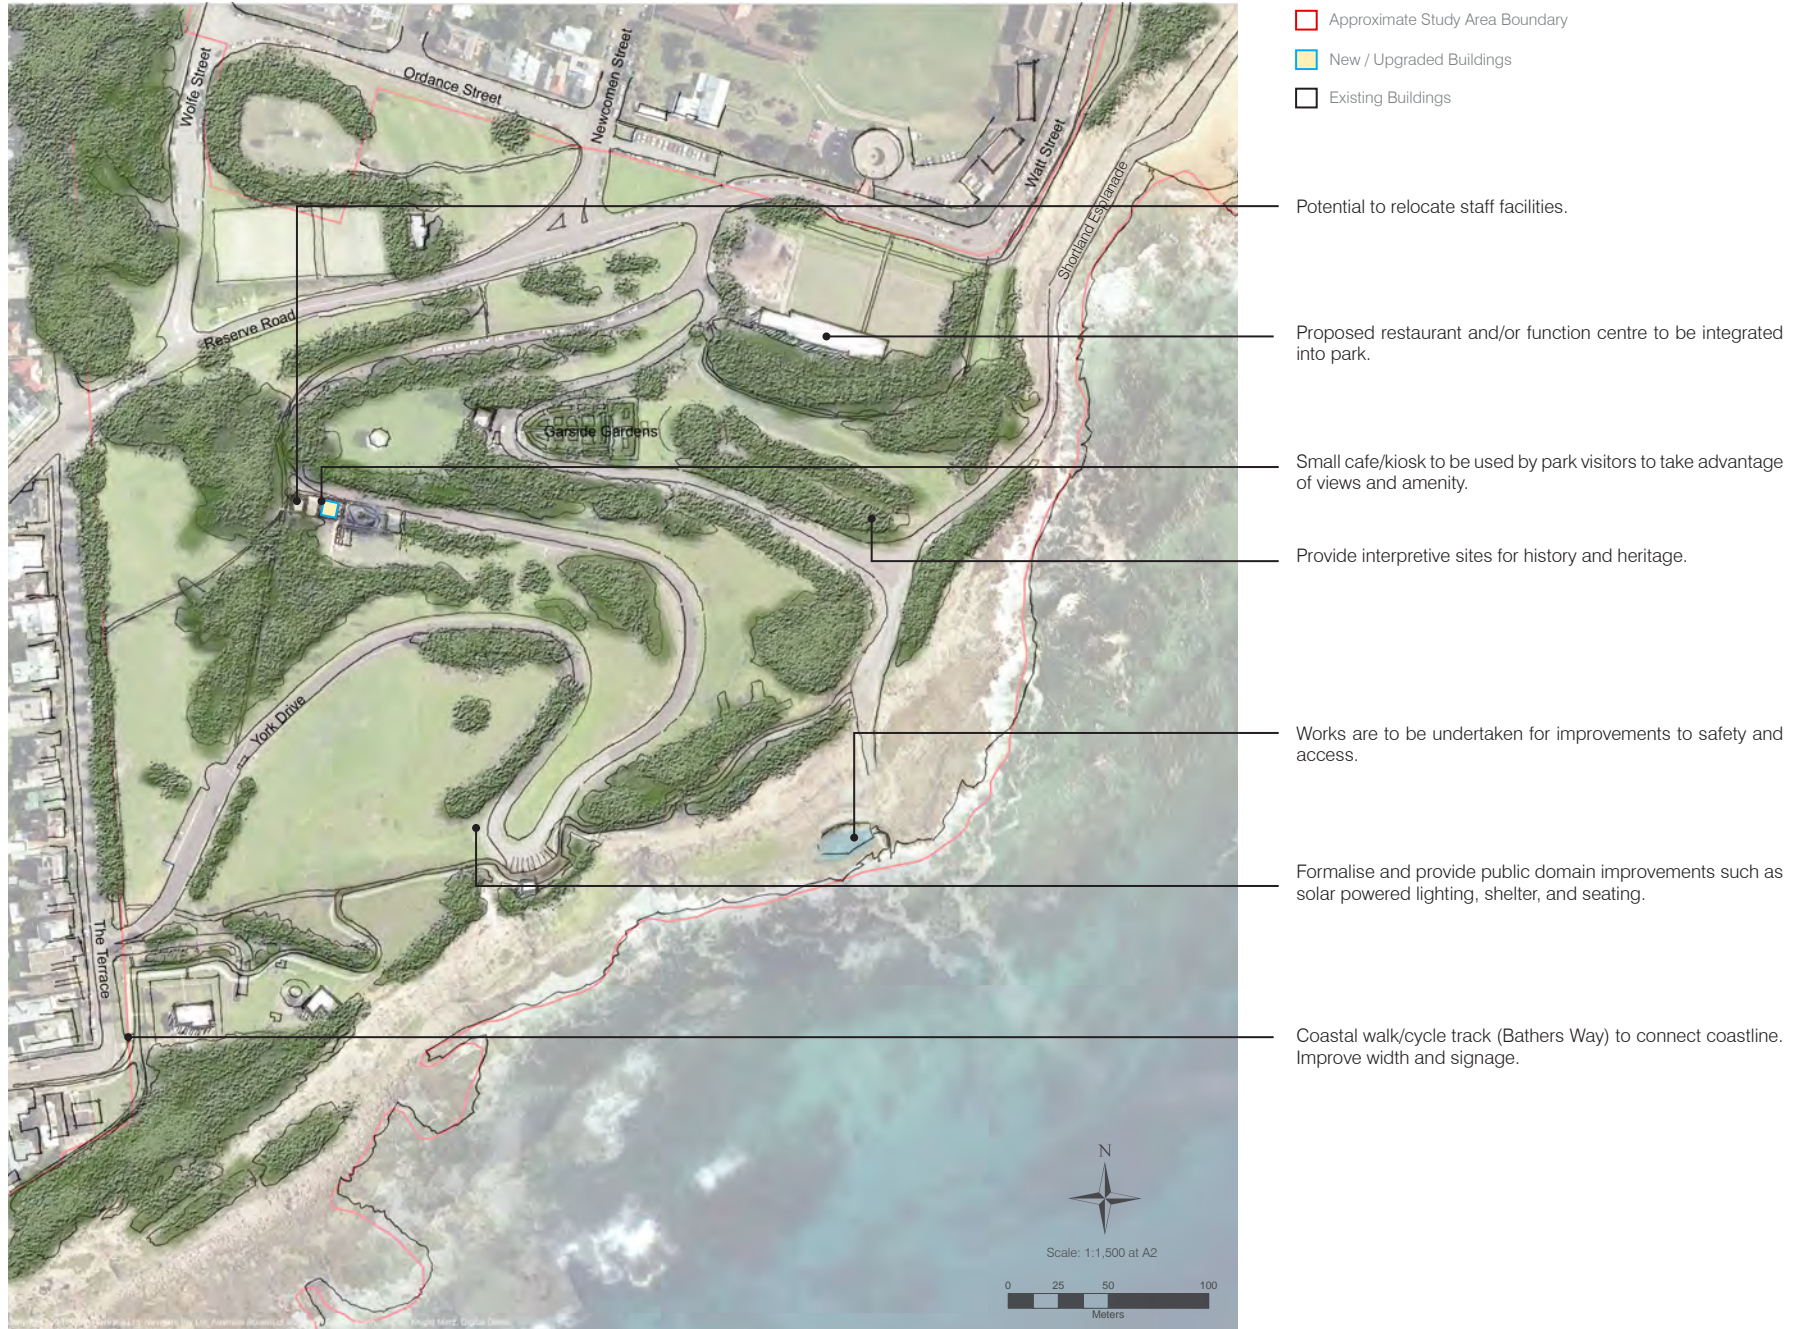 Approximate Study Area Boundary
New / Upgraded Buildings
Existing Buildings
Wolfe Street
Ordance Street
Newcomen Street
Watt Street
Shortland Esplanade
Reserve Road
Garside Gardens
York Drive
The Terrace
Potential to relocate staff facilities.
Proposed restaurant and/or function centre to be integrated
into park.
Small cafe/kiosk to be used by park visitors to take advantage
of views and amenity.
Provide interpretive sites for history and heritage.
Works are to be undertaken for improvements to safety and
access.
Formalise and provide public domain improvements such as
solar powered lighting, shelter, and seating.
Coastal walk/cycle track (Bathers Way) to connect coastline.
Improve width and signage.
N
Scale: 1:1,500 at A2
0 25 50 100
Meters